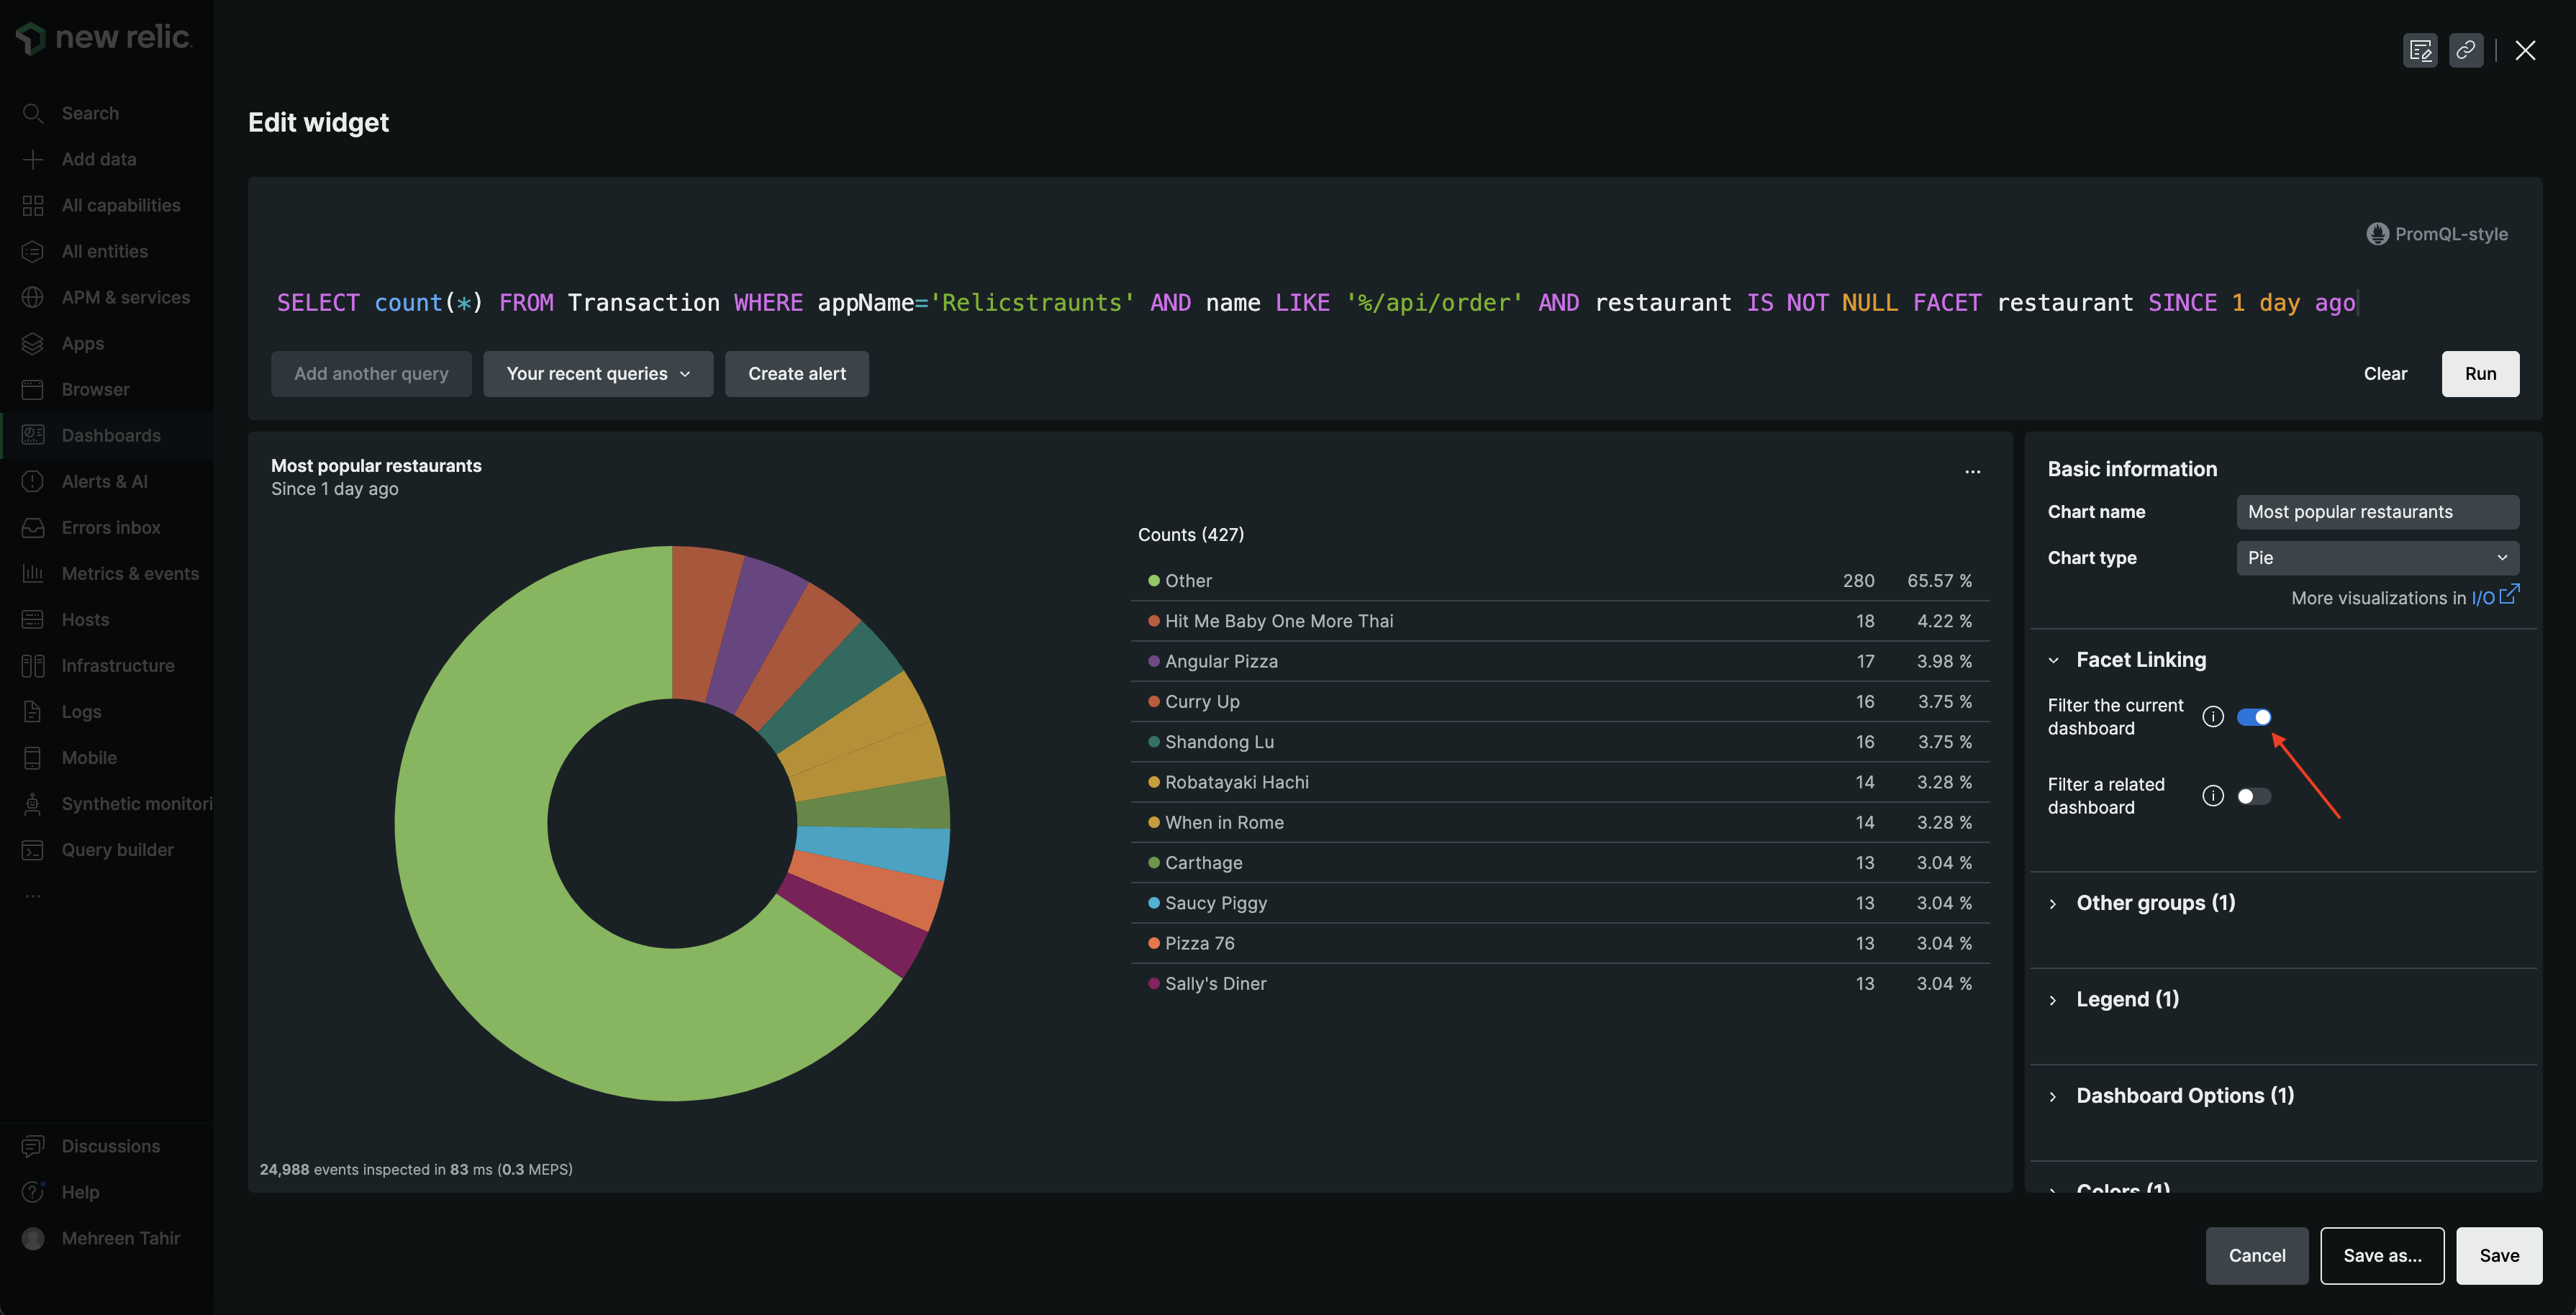 new relic.
Search
Add data
All capabilities
All entities
APM & services
Apps
Browser
Dashboards
Alerts & AI
Errors inbox
Metrics & events
Hosts
Infrastructure
Logs
Mobile
Synthetic monitori
Query builder
...
Discussions
Help
Mehreen Tahir
Edit widget
PromQL-style
SELECT count(*) FROM Transaction WHERE appName='Relicstraunts' AND name LIKE '%/api/order' AND restaurant IS NOT NULL FACET restaurant SINCE 1 day ago
Add another query Your recent queries Create alert Clear Run
Most popular restaurants ...
Since 1 day ago
Counts (427)
Other 280 65.57 %
Hit Me Baby One More Thai 18 4.22 %
Angular Pizza 17 3.98 %
Curry Up 16 3.75 %
Shandong Lu 16 3.75 %
Robatayaki Hachi 14 3.28 %
When in Rome 14 3.28 %
Carthage 13 3.04 %
Saucy Piggy 13 3.04 %
Pizza 76 13 3.04 %
Sally's Diner 13 3.04 %
24,988 events inspected in 83 ms (0.3 MEPS)
Basic information
Chart name Most popular restaurants
Chart type Pie
More visualizations in I/O
Facet Linking
Filter the current
dashboard
Filter a related
dashboard
Other groups (1)
Legend (1)
Dashboard Options (1)
Colors (1)
Cancel Save as... Save